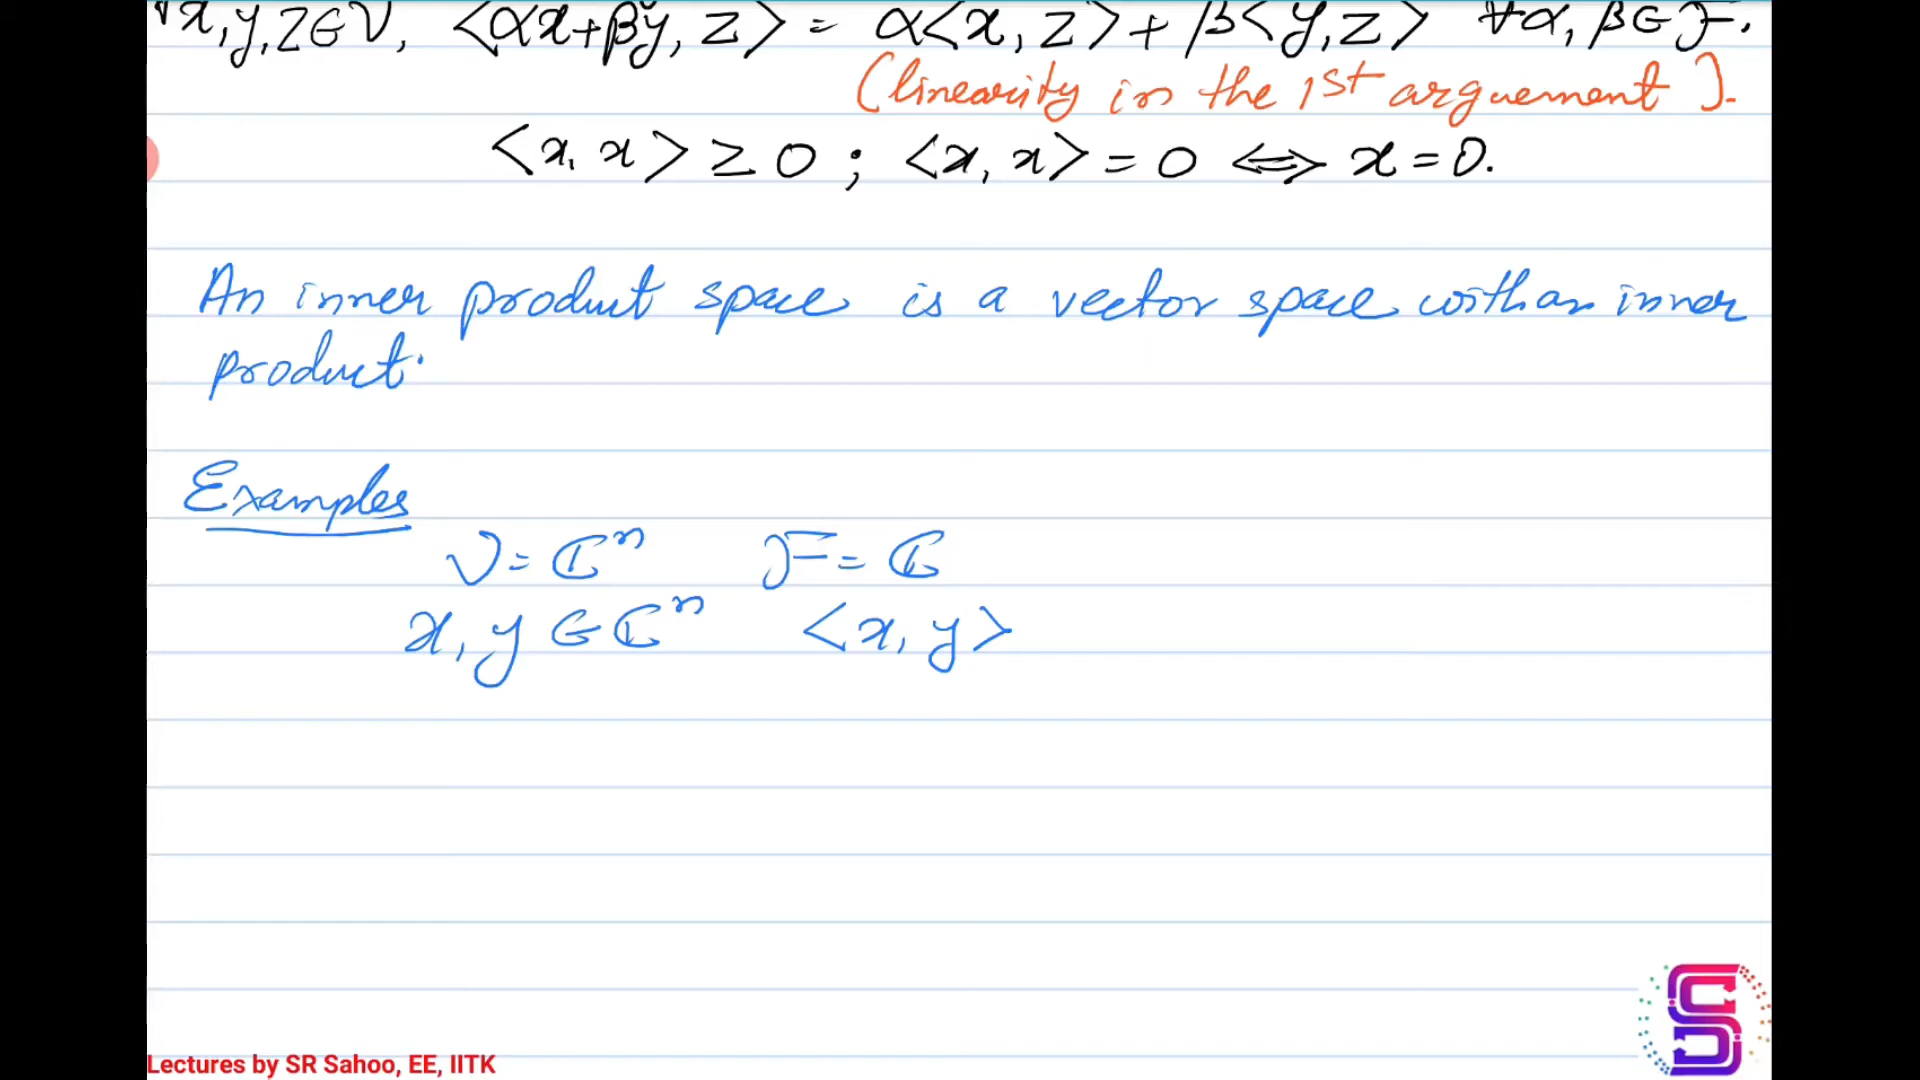 ∀x,y,z∈V, <αx+βy, z> = α<x,z>+β<y,z> ∀α,β∈F.
(linearity in the 1st arguement).
<x,x> ≥ 0 ; <x,x> = 0 ⟺ x=0.
An inner product space is a vector space with an inner
product.
Examples
V = ℂⁿ F = ℂ
x, y ∈ ℂⁿ <x, y>
Lectures by SR Sahoo, EE, IITK